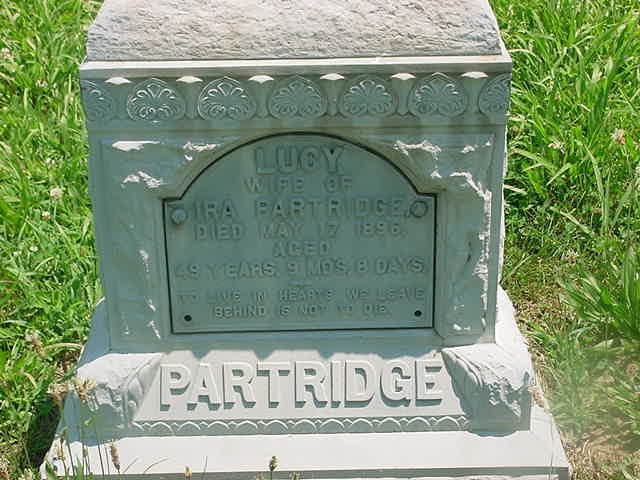 LUCY
WIFE OF
IRA PARTRIDGE,
DIED MAY 17, 1896,
AGED
49 YEARS, 9 MOS, 8 DAYS.
TO LIVE IN HEARTS WE LEAVE
BEHIND IS NOT TO DIE.
PARTRIDGE